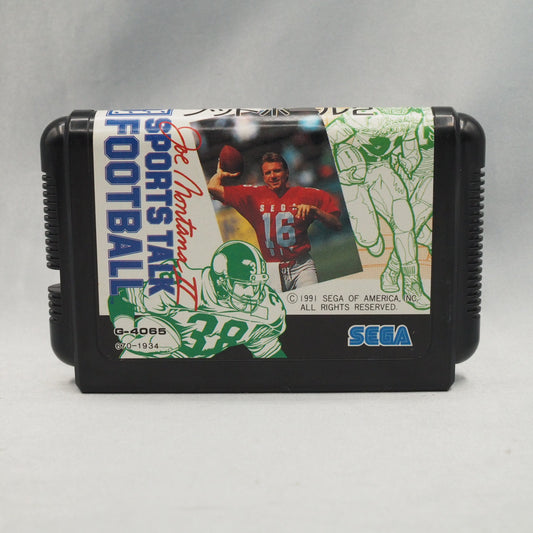 SPORTS TALK
FOOTBALL
Joe Montana II
SEGA
16
38
© 1991 SEGA OF AMERICA, INC.
ALL RIGHTS RESERVED.
G-4065
670-1934
SEGA